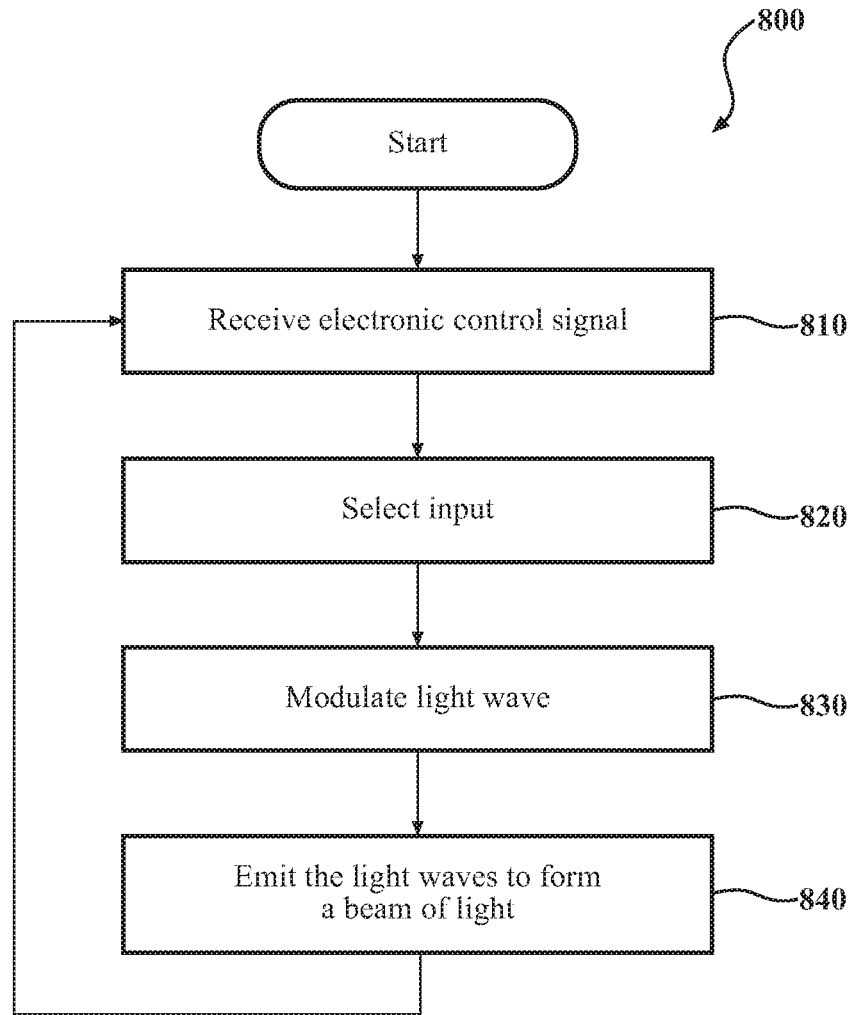 800
Start
Receive electronic control signal
810
Select input
820
Modulate light wave
830
Emit the light waves to form
a beam of light
840